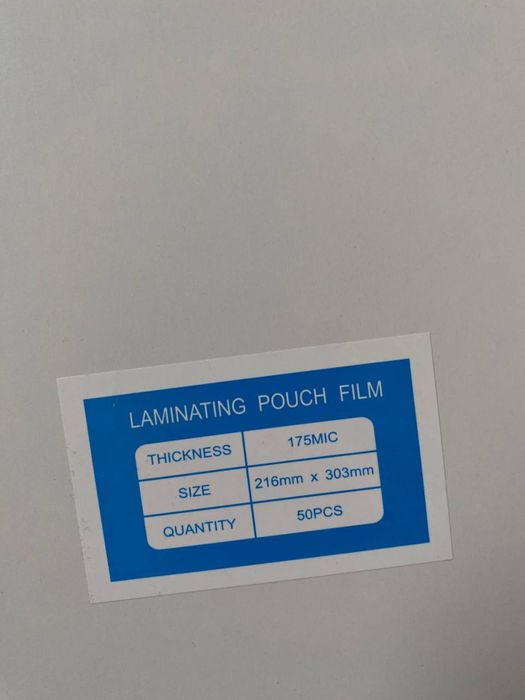 LAMINATING POUCH FILM
THICKNESS 175MIC
SIZE 216mm x 303mm
QUANTITY 50PCS